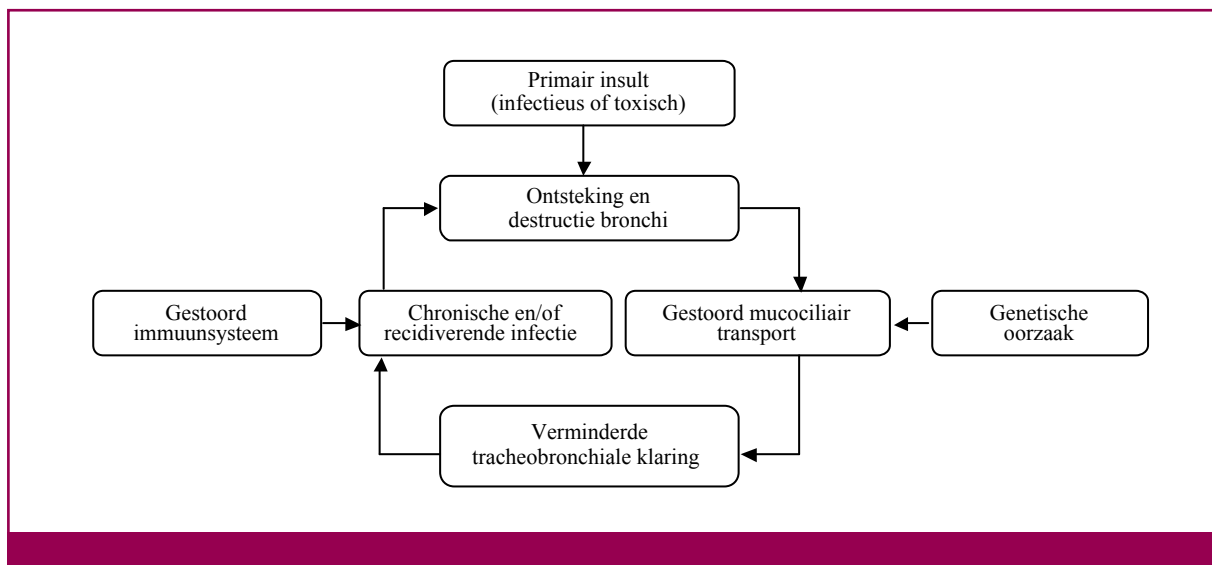 Primair insult
(infectieus of toxisch)
Ontsteking en
destructie bronchi
Gestoord
immuunsysteem
Chronische en/of
recidiverende infectie
Gestoord mucociliair
transport
Genetische
oorzaak
Verminderde
tracheobronchiale klaring